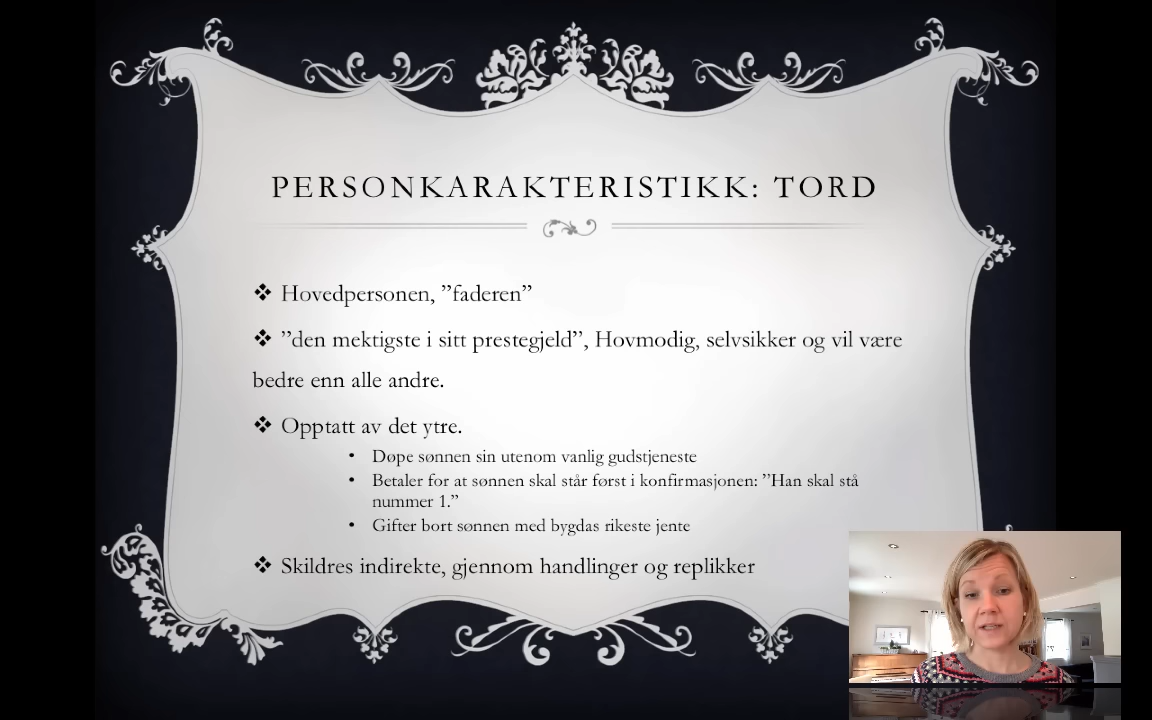 PERSONKARAKTERISTIKK: TORD
❖ Hovedpersonen, ”faderen”
❖ ”den mektigste i sitt prestegjeld”, Hovmodig, selvsikker og vil være
bedre enn alle andre.
❖ Opptatt av det ytre.
• Døpe sønnen sin utenom vanlig gudstjeneste
• Betaler for at sønnen skal står først i konfirmasjonen: ”Han skal stå
nummer 1.”
• Gifter bort sønnen med bygdas rikeste jente
❖ Skildres indirekte, gjennom handlinger og replikker